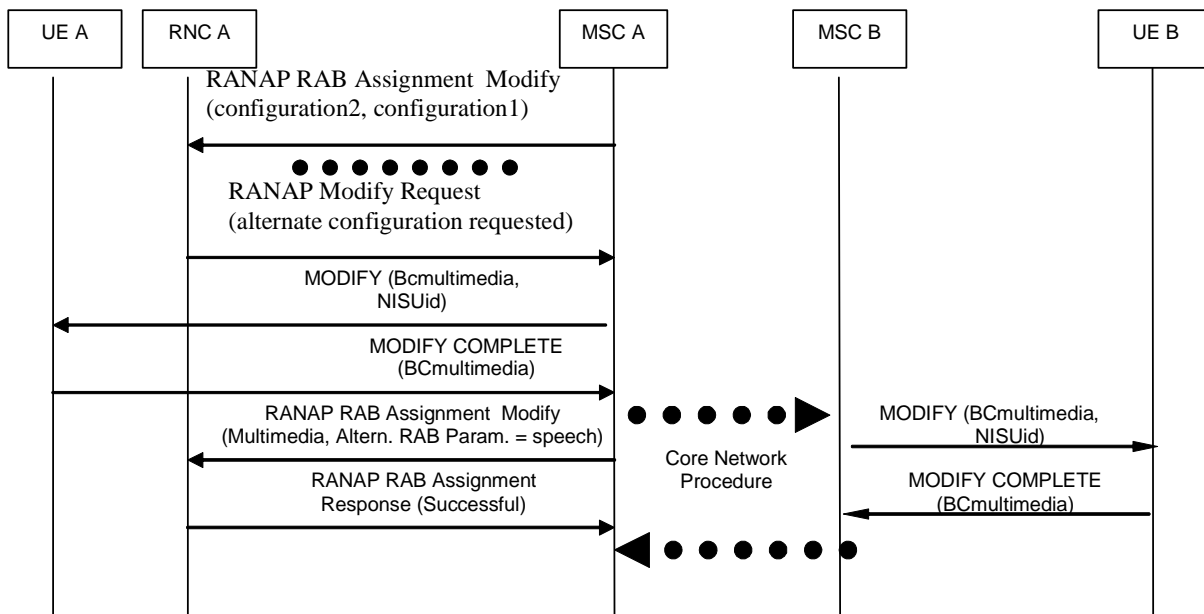 UE A
RNC A
MSC A
MSC B
UE B
RANAP RAB Assignment  Modify
(configuration2, configuration1)
RANAP Modify Request
(alternate configuration requested)
MODIFY (Bcmultimedia,
NISUid)
MODIFY COMPLETE
(BCmultimedia)
RANAP RAB Assignment  Modify
(Multimedia, Altern. RAB Param. = speech)
RANAP RAB Assignment
Response (Successful)
Core Network
Procedure
MODIFY (BCmultimedia,
NISUid)
MODIFY COMPLETE
(BCmultimedia)